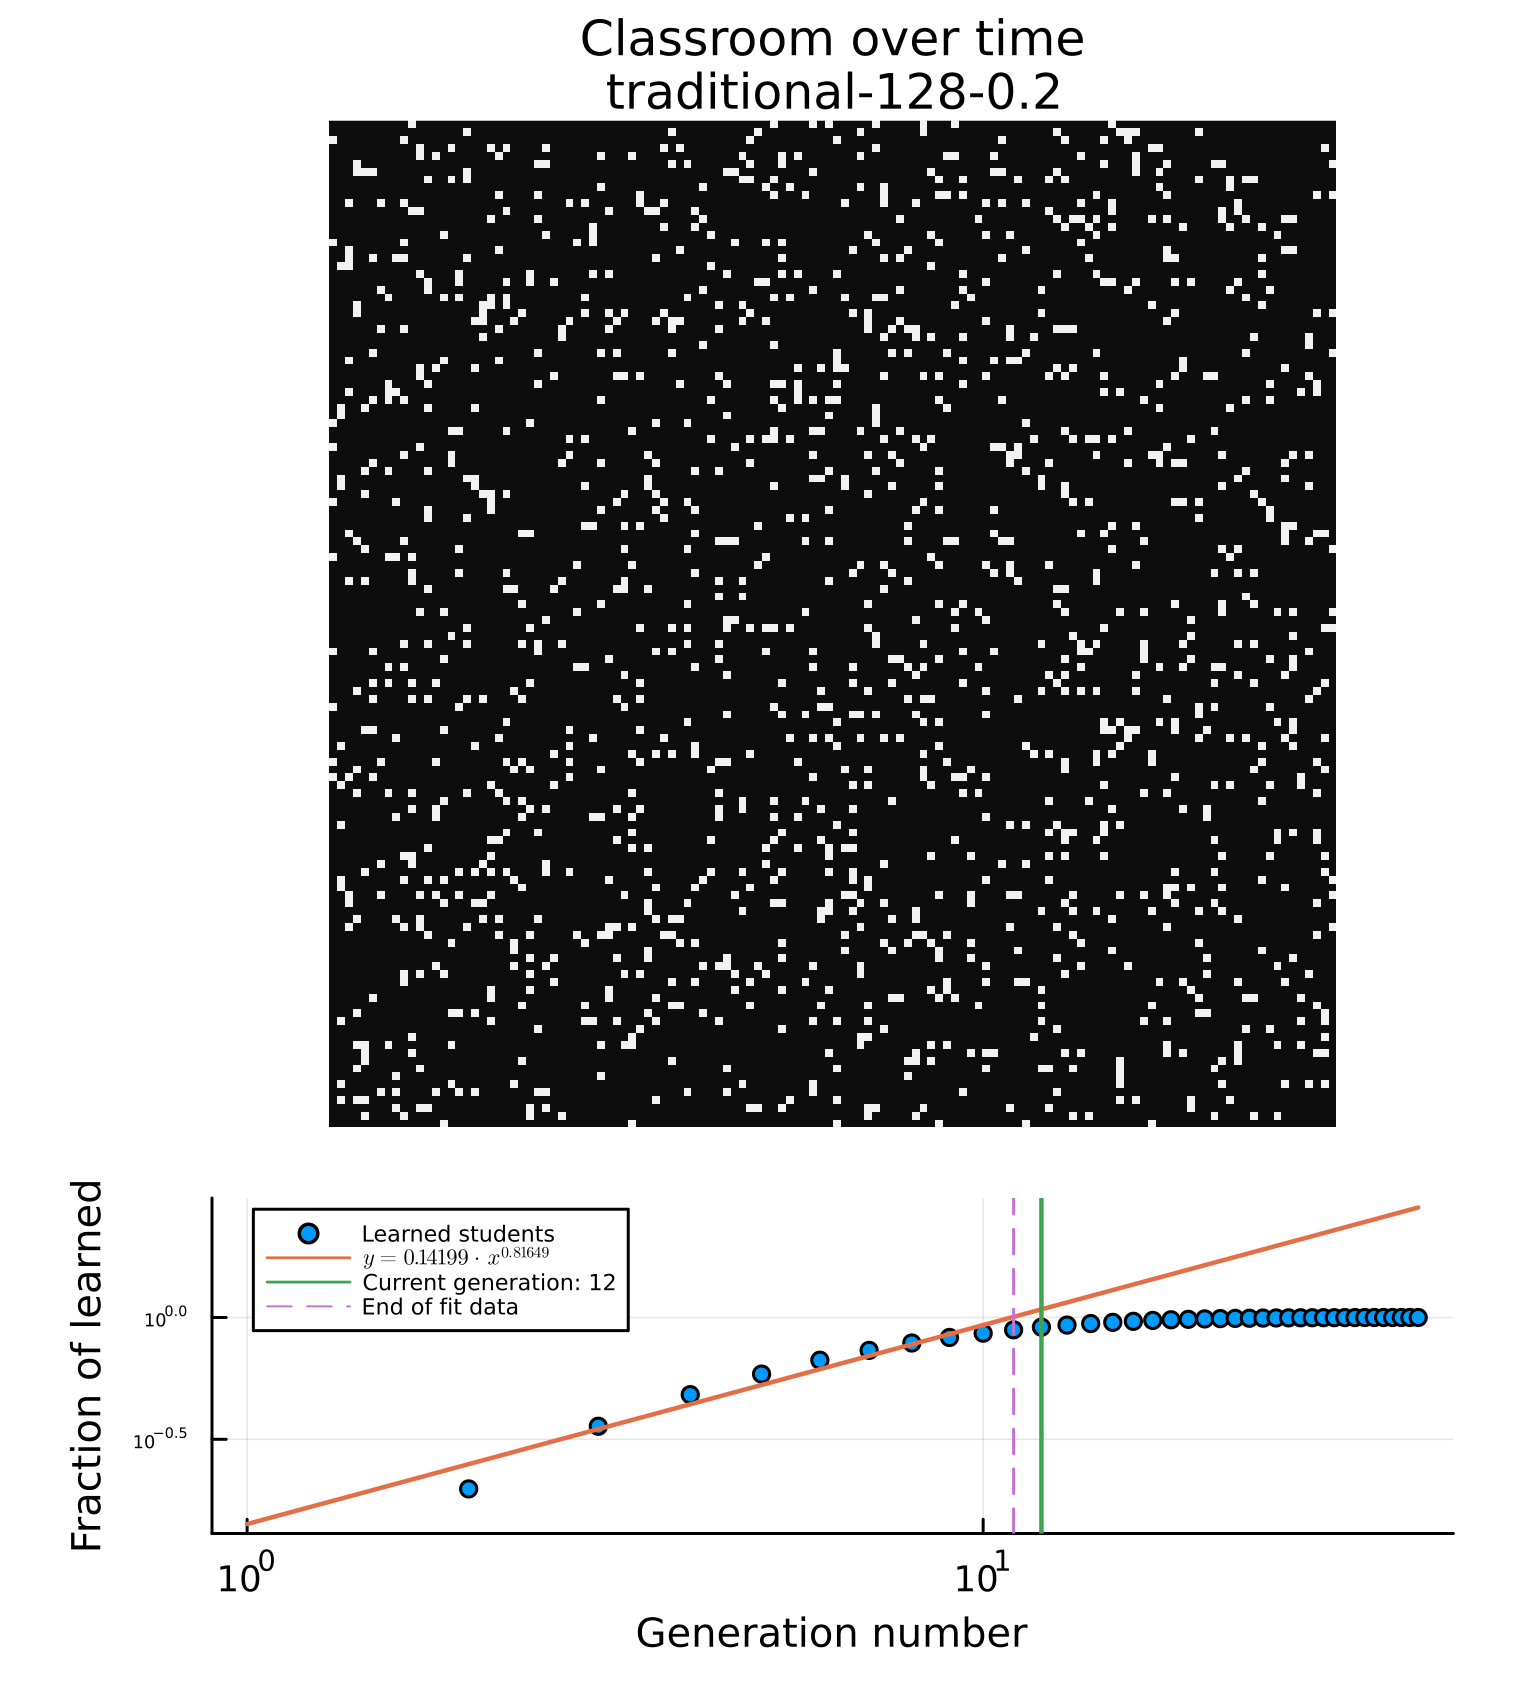 Classroom over time
traditional-128-0.2
Fraction of learned
Learned students
y = 0.14199 · x^0.81649
Current generation: 12
End of fit data
10^0.0
10^−0.5
10^0
10^1
Generation number